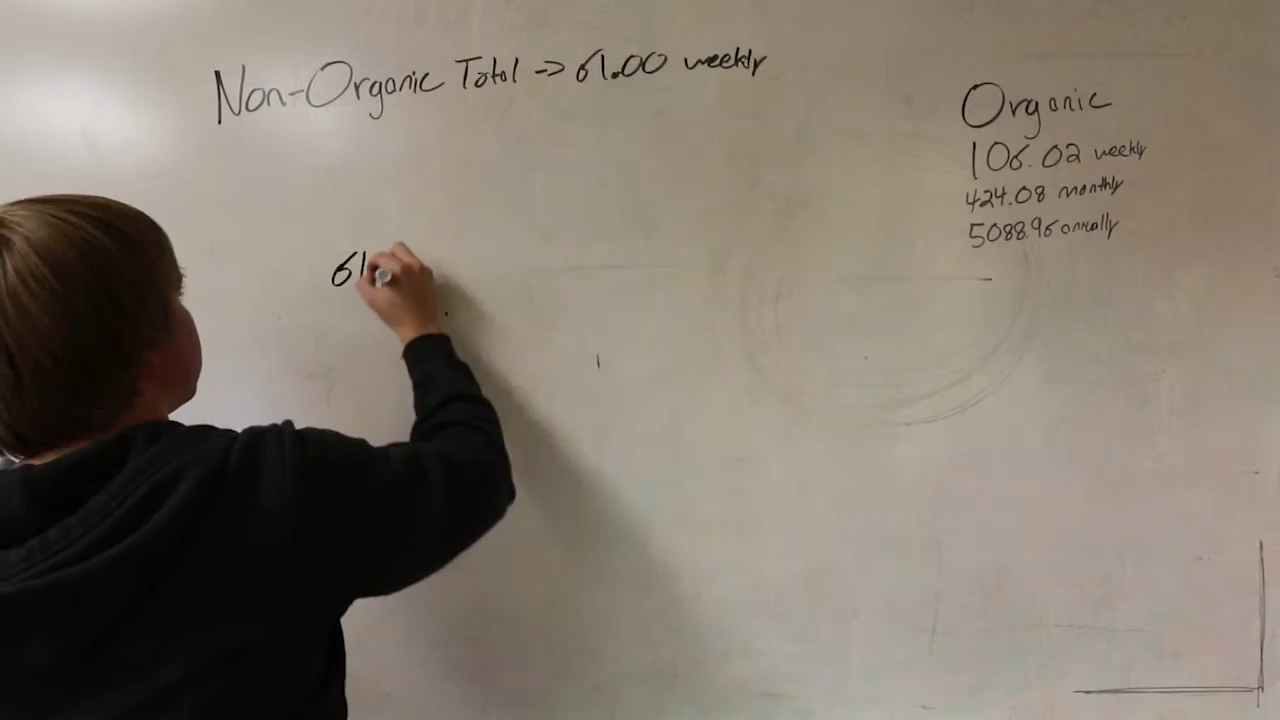 Non-Organic Total -> 61.00 weekly
Organic
106.02 weekly
424.08 monthly
5088.96 annually
61